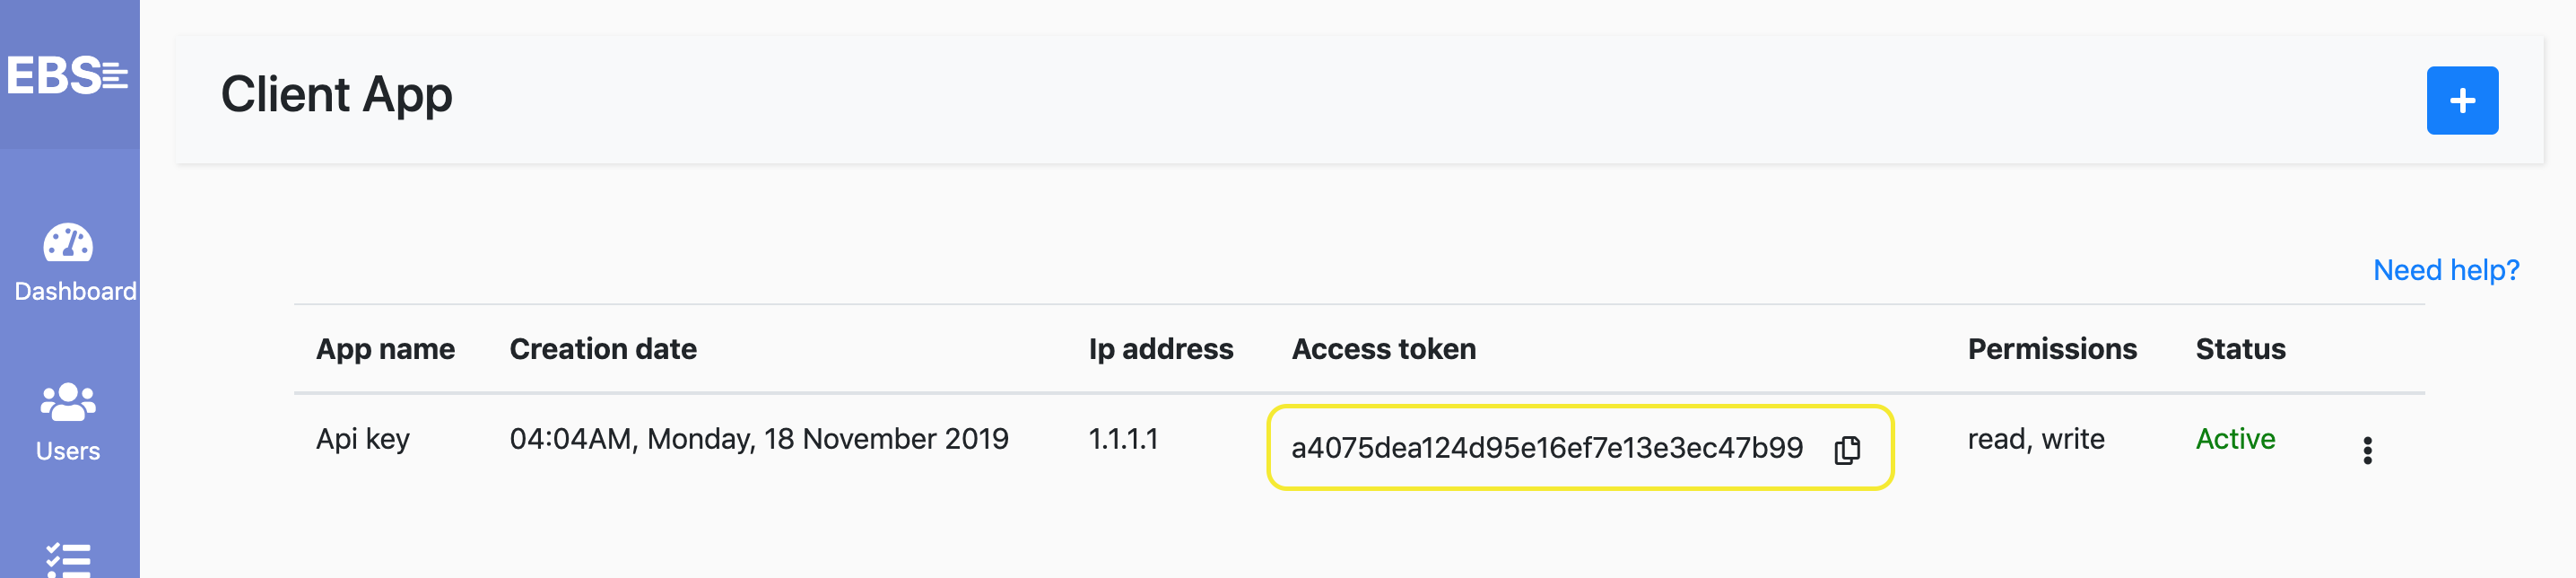 EBS
Client App
Dashboard
Need help?
App name Creation date Ip address Access token Permissions Status
Api key 04:04AM, Monday, 18 November 2019 1.1.1.1 a4075dea124d95e16ef7e13e3ec47b99 read, write Active
Users